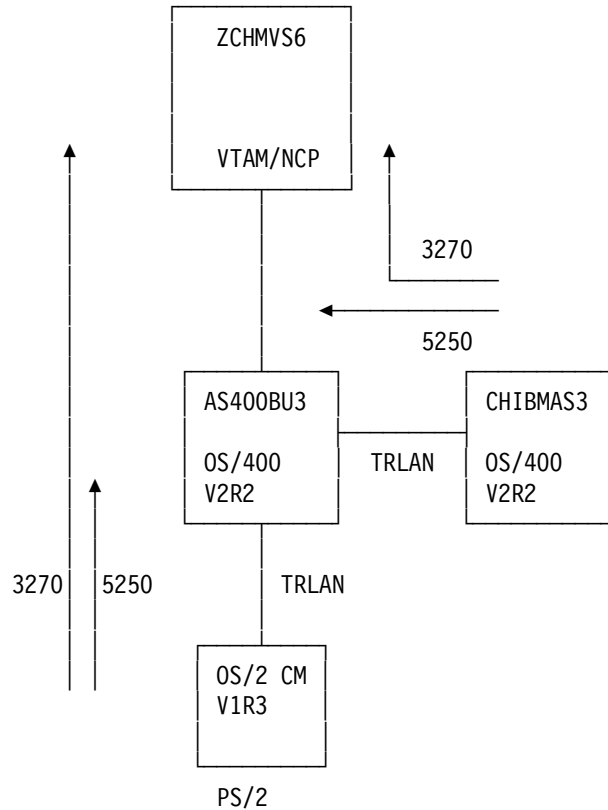 ZCHMVS6
VTAM/NCP
3270
5250
AS400BU3
OS/400
V2R2
TRLAN
CHIBMAS3
OS/400
V2R2
3270
5250
TRLAN
OS/2 CM
V1R3
PS/2